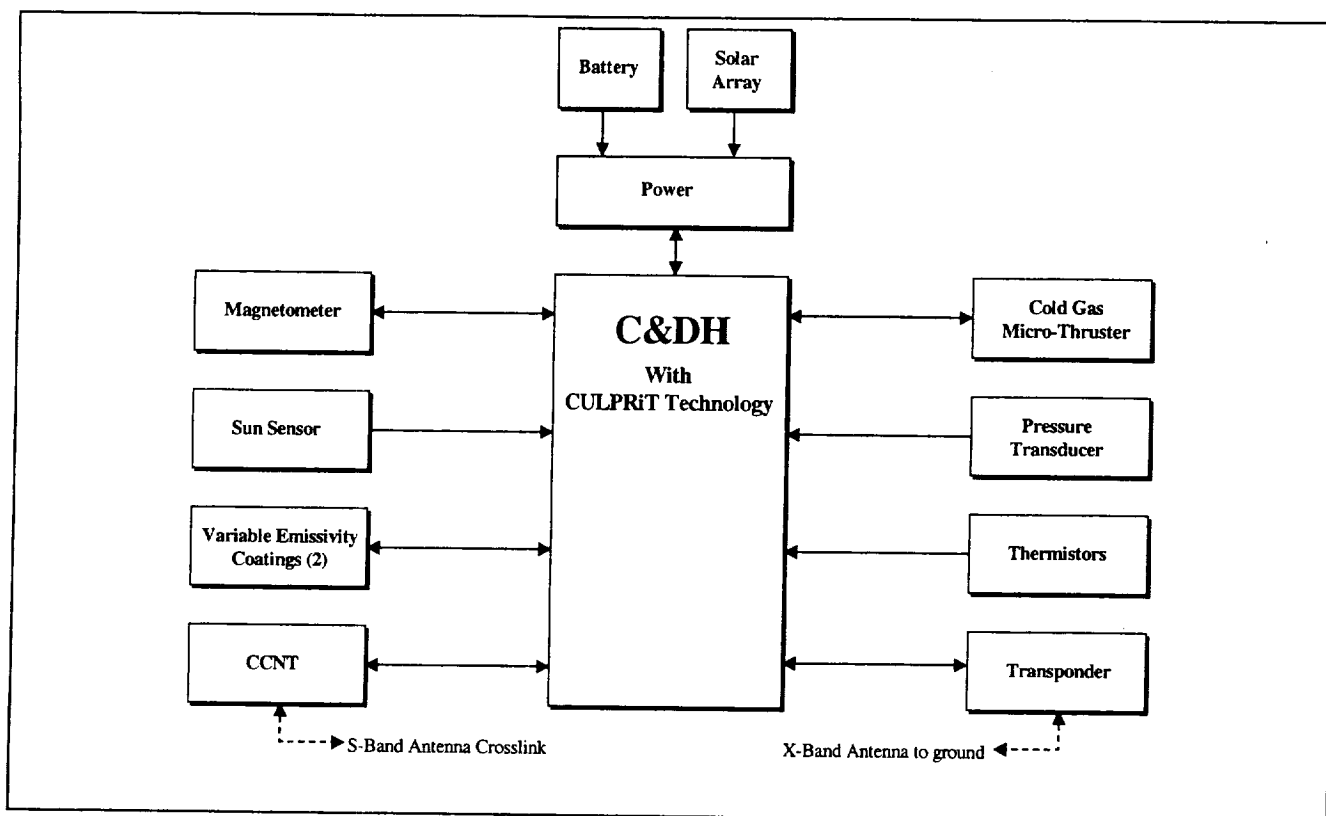 Battery
Solar
Array
Power
Magnetometer
C&DH
With
CULPRiT Technology
Cold Gas
Micro-Thruster
Sun Sensor
Pressure
Transducer
Variable Emissivity
Coatings (2)
Thermistors
CCNT
Transponder
S-Band Antenna Crosslink
X-Band Antenna to ground